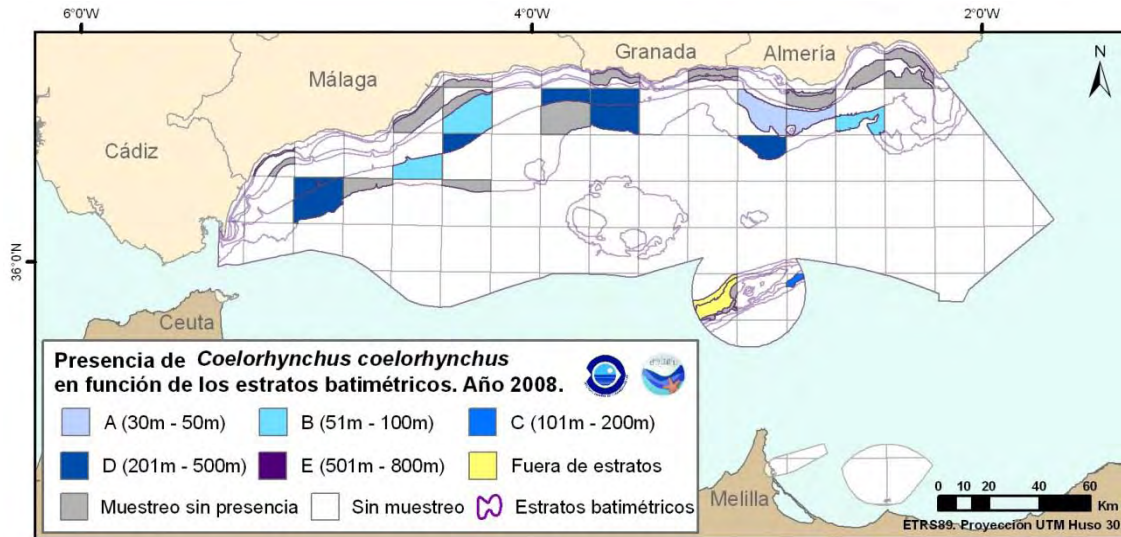 6°0'W
4°0'W
2°0'W
Granada
Almería
N
Málaga
Cádiz
36°0'N
Ceuta
Presencia de Coelorhynchus coelorhynchus
en función de los estratos batimétricos. Año 2008.
A (30m - 50m)
B (51m - 100m)
C (101m - 200m)
D (201m - 500m)
E (501m - 800m)
Fuera de estratos
Muestreo sin presencia
Sin muestreo
Estratos batimétricos
Melilla
0 10 20 40 60
Km
ETRS89. Proyección UTM Huso 30